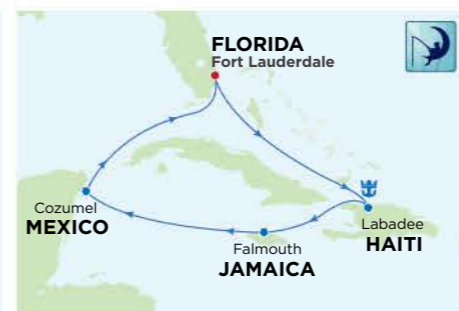 FLORIDA
Fort Lauderdale
Labadee
HAITI
Falmouth
JAMAICA
Cozumel
MEXICO